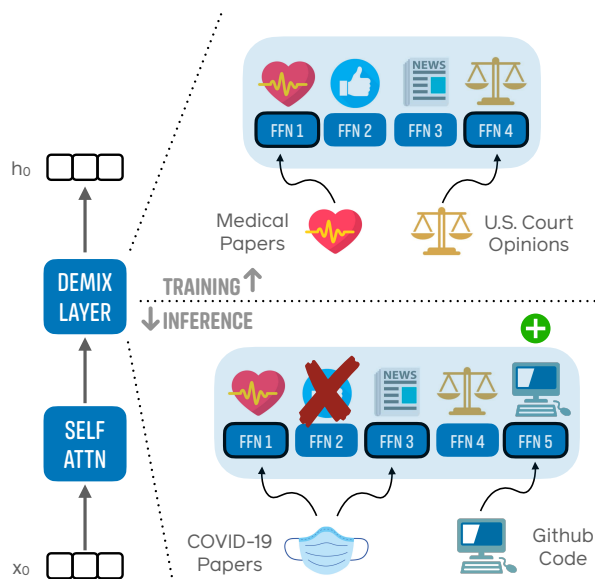 NEWS
FFN 1
FFN 2
FFN 3
FFN 4
h₀
Medical
Papers
U.S. Court
Opinions
DEMIX
LAYER
TRAINING
INFERENCE
NEWS
SELF
ATTN
FFN 1
FFN 2
FFN 3
FFN 4
FFN 5
COVID-19
Papers
Github
Code
x₀